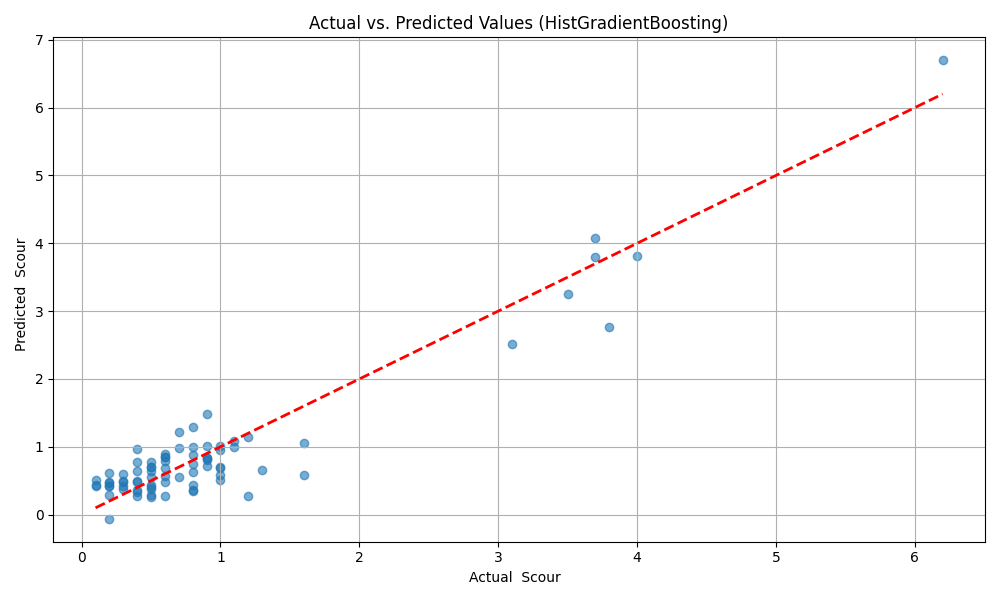 Actual vs. Predicted Values (HistGradientBoosting)
7
6
5
4
3
2
1
0
Predicted  Scour
0 1 2 3 4 5 6
Actual  Scour